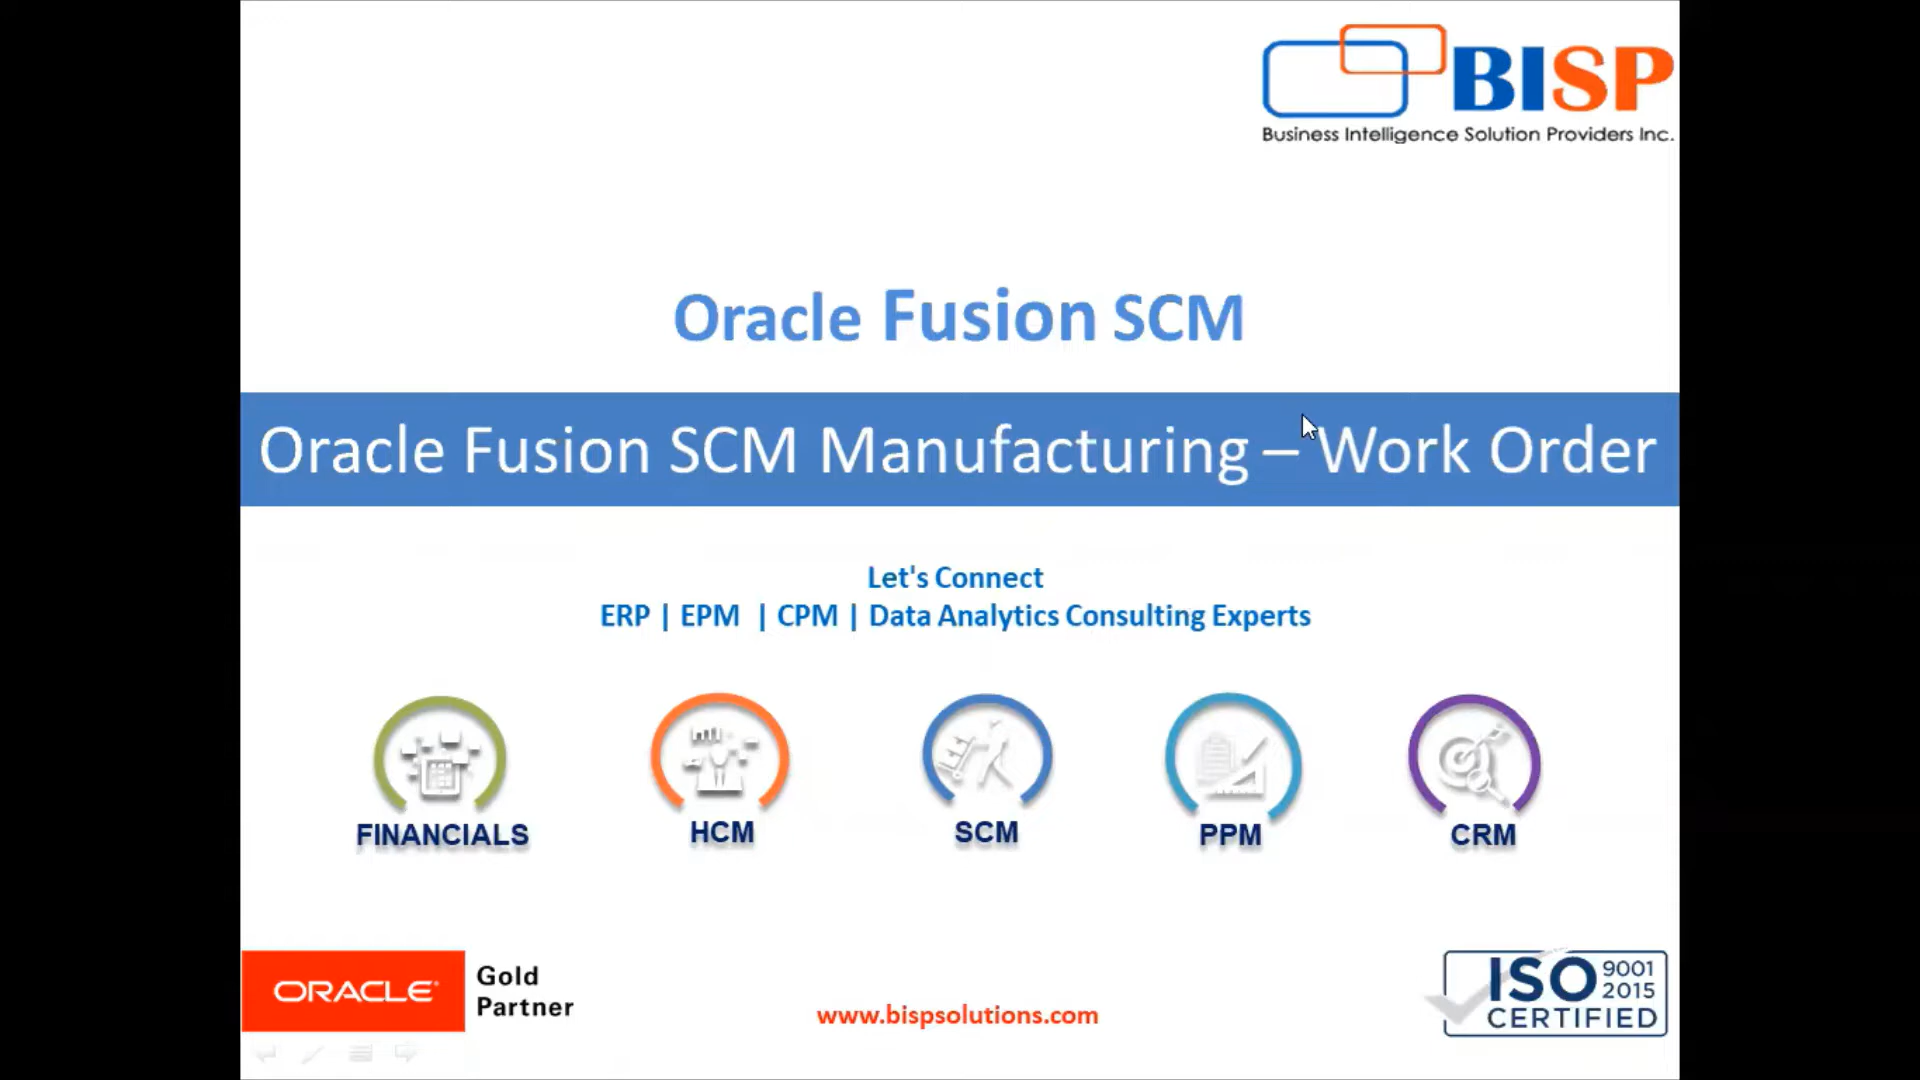 BISP
Business Intelligence Solution Providers Inc.
Oracle Fusion SCM
Oracle Fusion SCM Manufacturing – Work Order
Let's Connect
ERP | EPM | CPM | Data Analytics Consulting Experts
FINANCIALS
HCM
SCM
PPM
CRM
ORACLE
Gold
Partner
www.bispsolutions.com
ISO 9001
2015
CERTIFIED